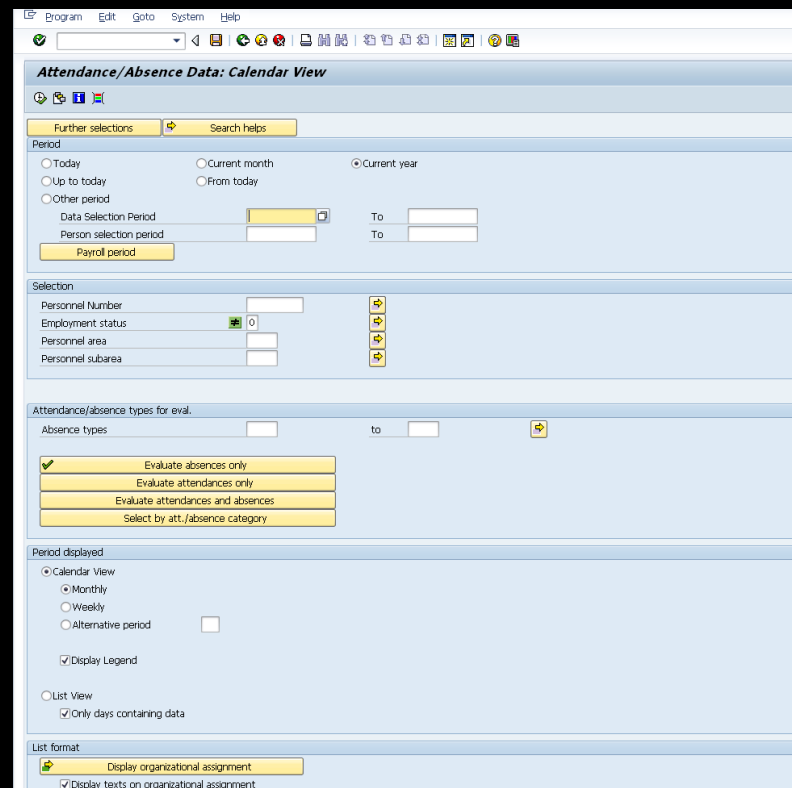 Program Edit Goto System Help
Attendance/Absence Data: Calendar View
Further selections Search helps
Period
Today Current month Current year
Up to today From today
Other period
Data Selection Period To
Person selection period To
Payroll period
Selection
Personnel Number
Employment status 0
Personnel area
Personnel subarea
Attendance/absence types for eval.
Absence types to
Evaluate absences only
Evaluate attendances only
Evaluate attendances and absences
Select by att./absence category
Period displayed
Calendar View
Monthly
Weekly
Alternative period
Display Legend
List View
Only days containing data
List format
Display organizational assignment
Display texts on organizational assignment